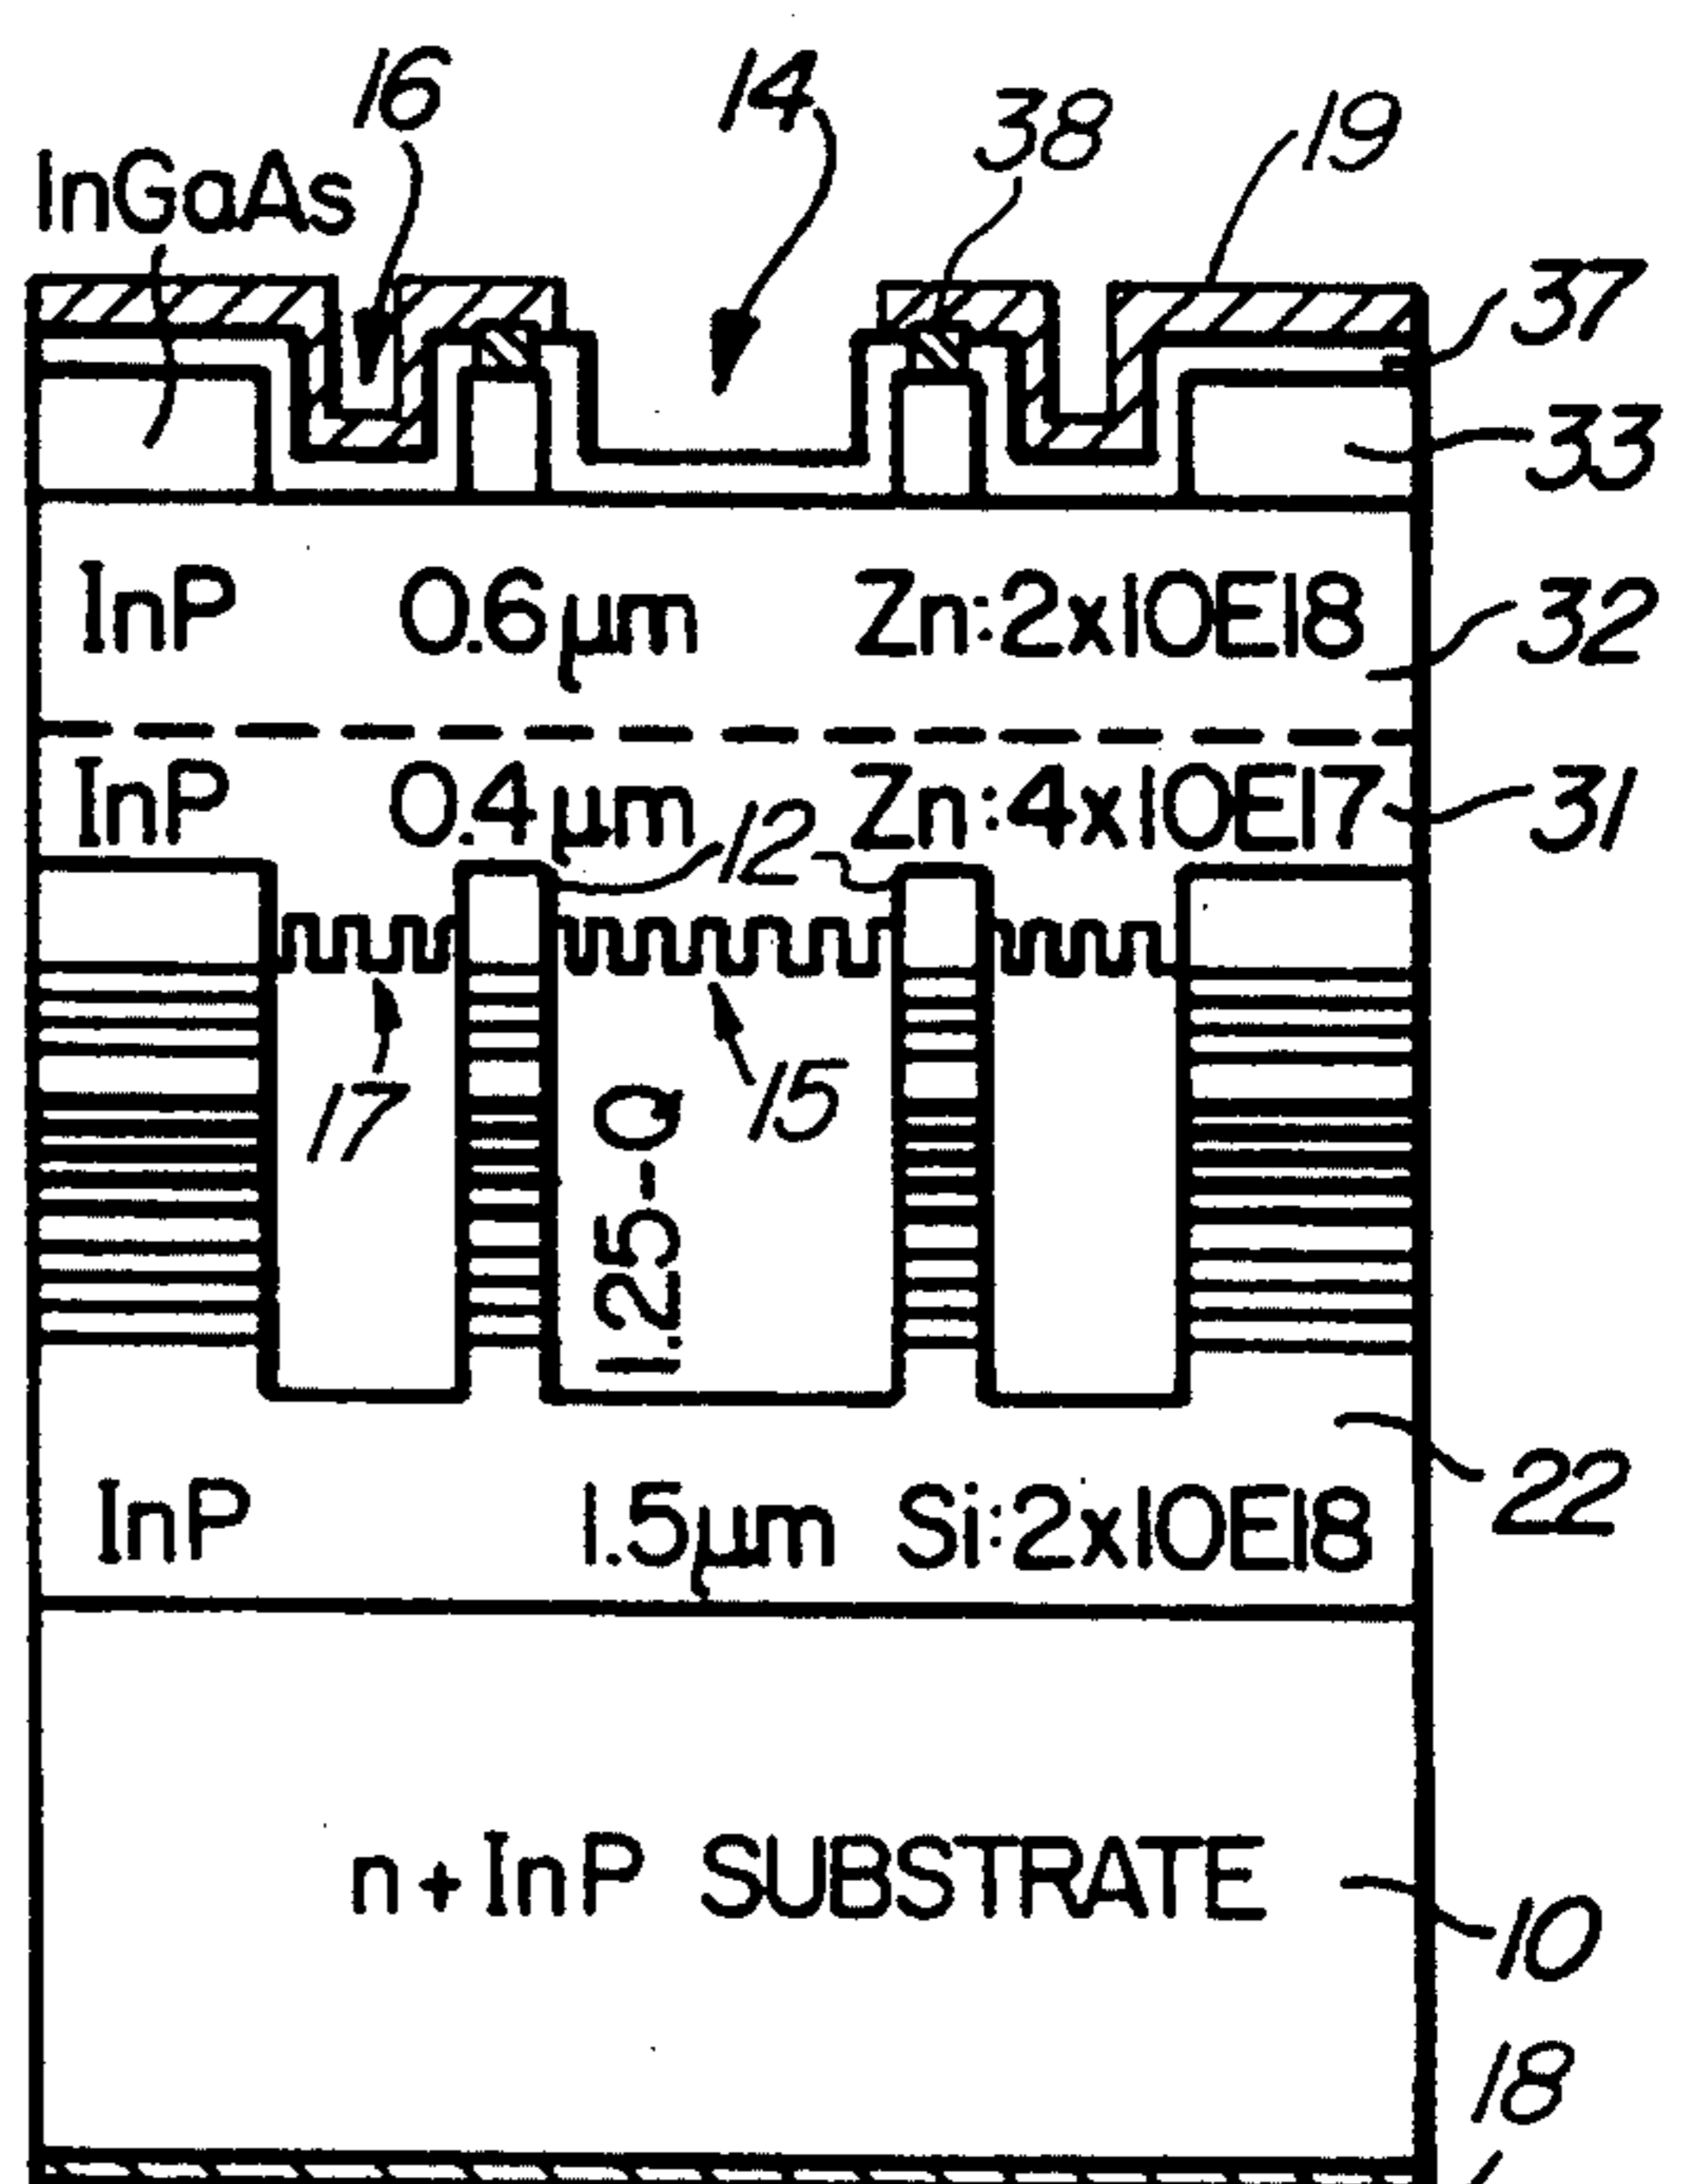 16 14 38 19
InGaAs
37
33
InP 0.6μm Zn:2x10E18
32
InP 0.4μm Zn:4x10E17
31
12
17 15
1.25-Q
22
InP 1.5μm Si:2x10E18
n+InP SUBSTRATE
10
18